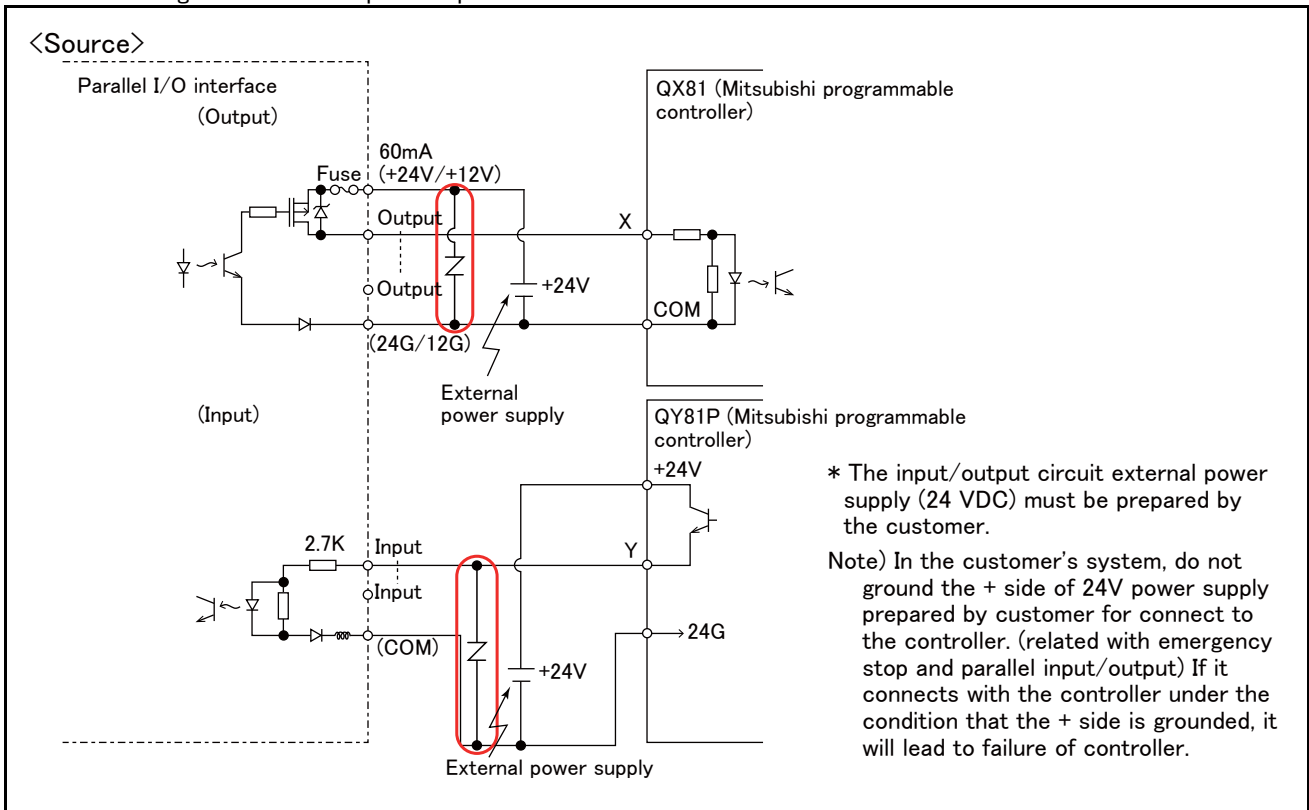 <Source>
Parallel I/O interface
(Output)
QX81 (Mitsubishi programmable
controller)
60mA
Fuse
(+24V/+12V)
Output
X
Output
+24V
COM
(24G/12G)
External
power supply
(Input)
QY81P (Mitsubishi programmable
controller)
+24V
2.7K
Input
Y
Input
(COM)
24G
+24V
External power supply
* The input/output circuit external power
supply (24 VDC) must be prepared by
the customer.
Note) In the customer's system, do not
ground the + side of 24V power supply
prepared by customer for connect to
the controller. (related with emergency
stop and parallel input/output) If it
connects with the controller under the
condition that the + side is grounded, it
will lead to failure of controller.